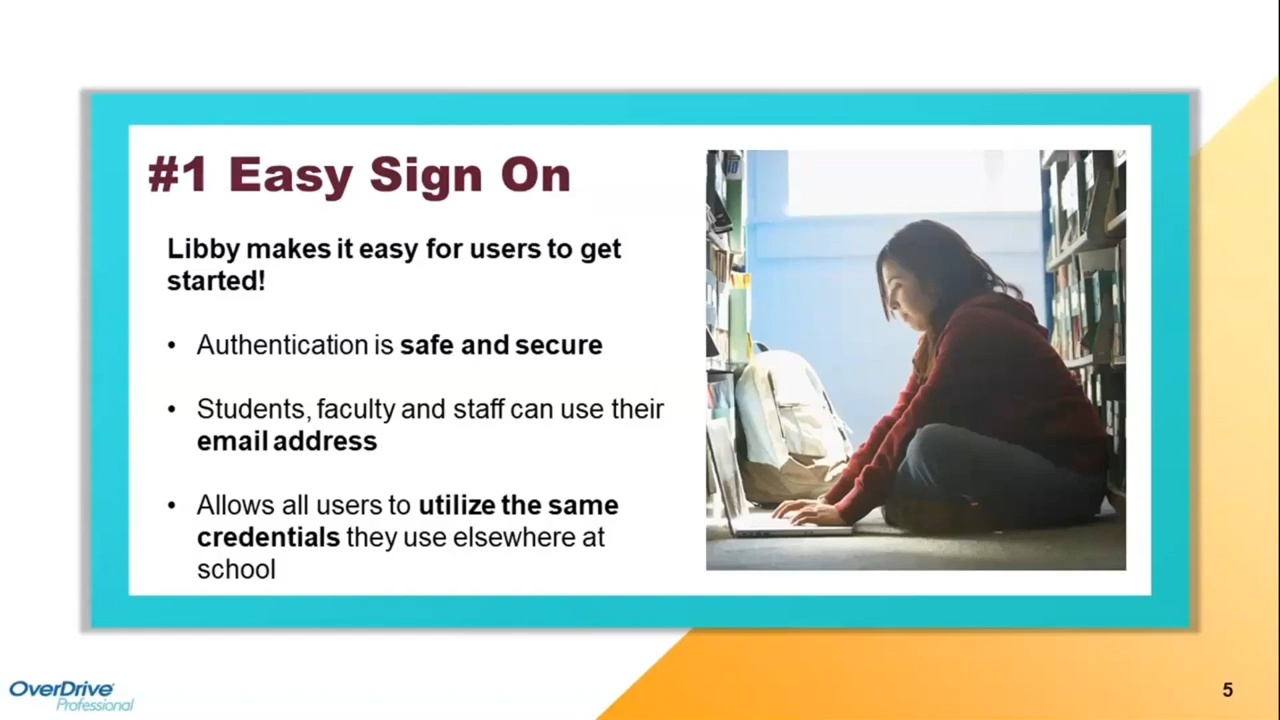 #1 Easy Sign On
Libby makes it easy for users to get
started!
• Authentication is safe and secure
• Students, faculty and staff can use their
email address
• Allows all users to utilize the same
credentials they use elsewhere at
school
OverDrive
Professional
5